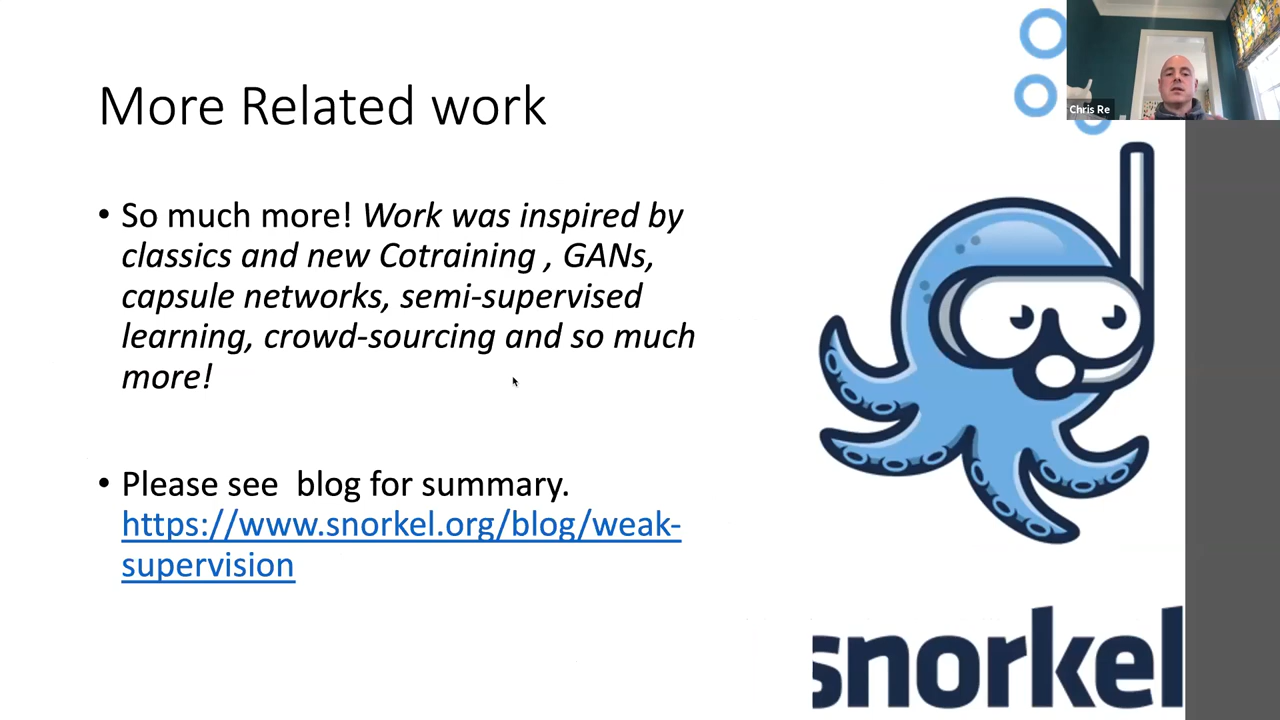 More Related work
Chris Re
• So much more! Work was inspired by
classics and new Cotraining , GANs,
capsule networks, semi-supervised
learning, crowd-sourcing and so much
more!
• Please see  blog for summary.
https://www.snorkel.org/blog/weak-
supervision
snorkel